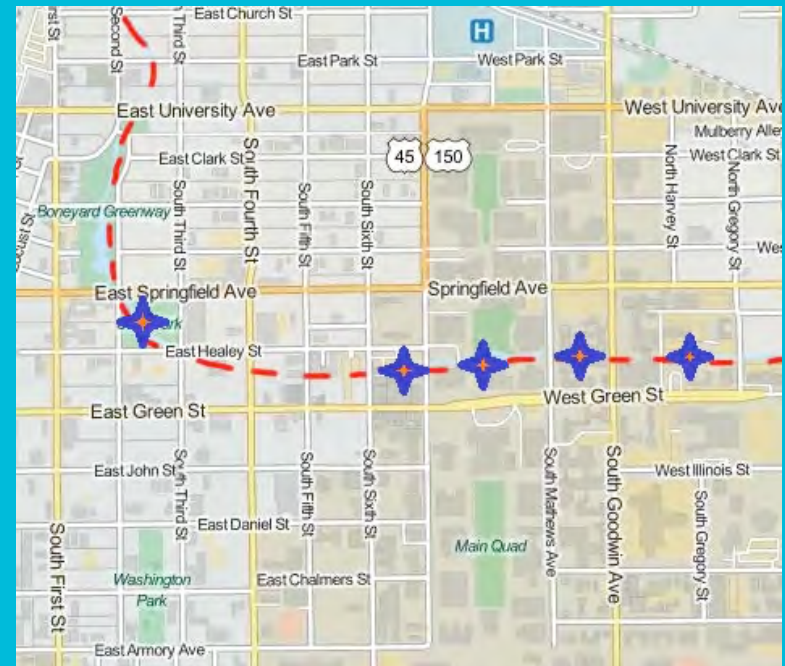 East Church St
Second St
Third St
H
East Park St
West Park St
East University Ave
West University Ave
Mulberry Alley
East Clark St
45
150
West Clark St
South Fourth St
South Third St
South Fifth St
South Sixth St
North Harvey St
North Gregory St
Boneyard Greenway
East Springfield Ave
Springfield Ave
East Healey St
East Green St
West Green St
East John St
South Third St
South Fifth St
South Sixth St
South Mathews Ave
South Goodwin Ave
West Illinois St
South Gregory St
South First St
East Daniel St
Main Quad
Washington
Park
East Chalmers St
East Armory Ave